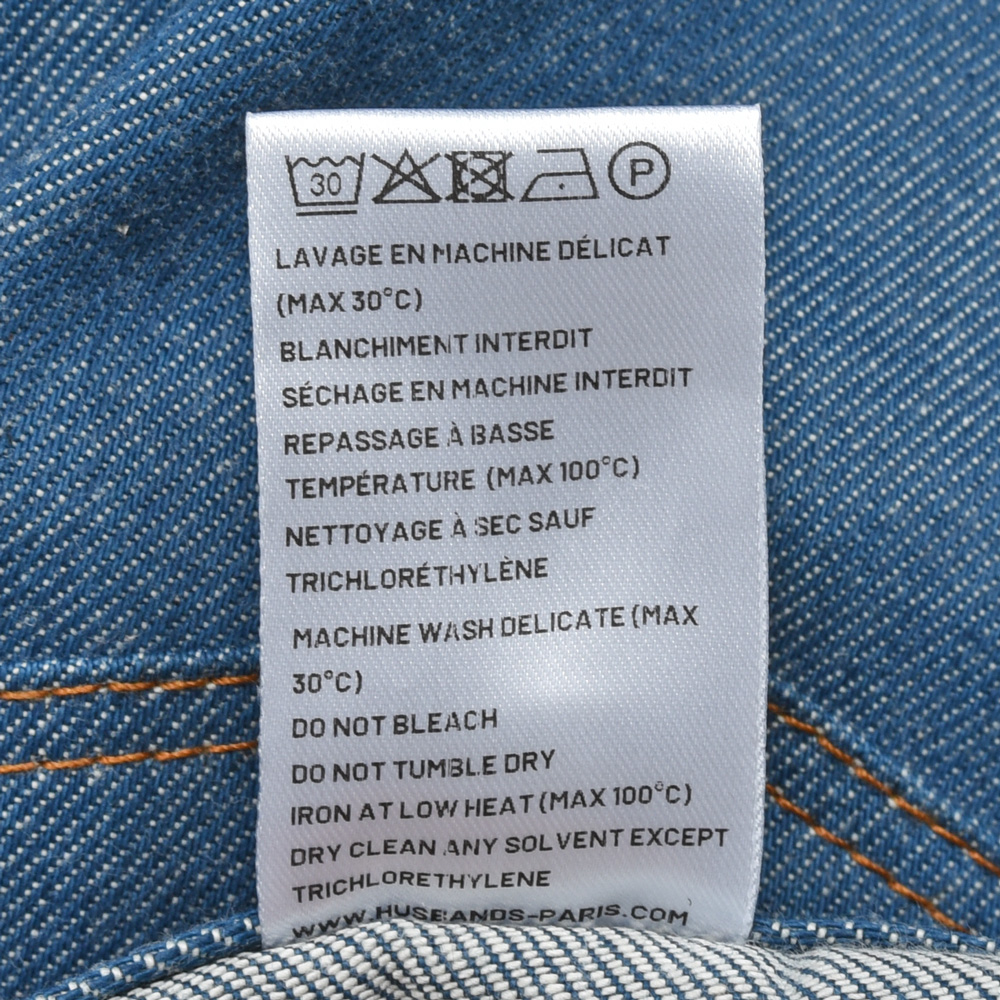 30 P
LAVAGE EN MACHINE DÉLICAT
(MAX 30°C)
BLANCHIMENT INTERDIT
SÉCHAGE EN MACHINE INTERDIT
REPASSAGE À BASSE
TEMPÉRATURE (MAX 100°C)
NETTOYAGE À SEC SAUF
TRICHLORÉTHYLÈNE
MACHINE WASH DELICATE (MAX
30°C)
DO NOT BLEACH
DO NOT TUMBLE DRY
IRON AT LOW HEAT (MAX 100°C)
DRY CLEAN ANY SOLVENT EXCEPT
TRICHLORETHYLENE
WWW.HUSBANDS-PARIS.COM